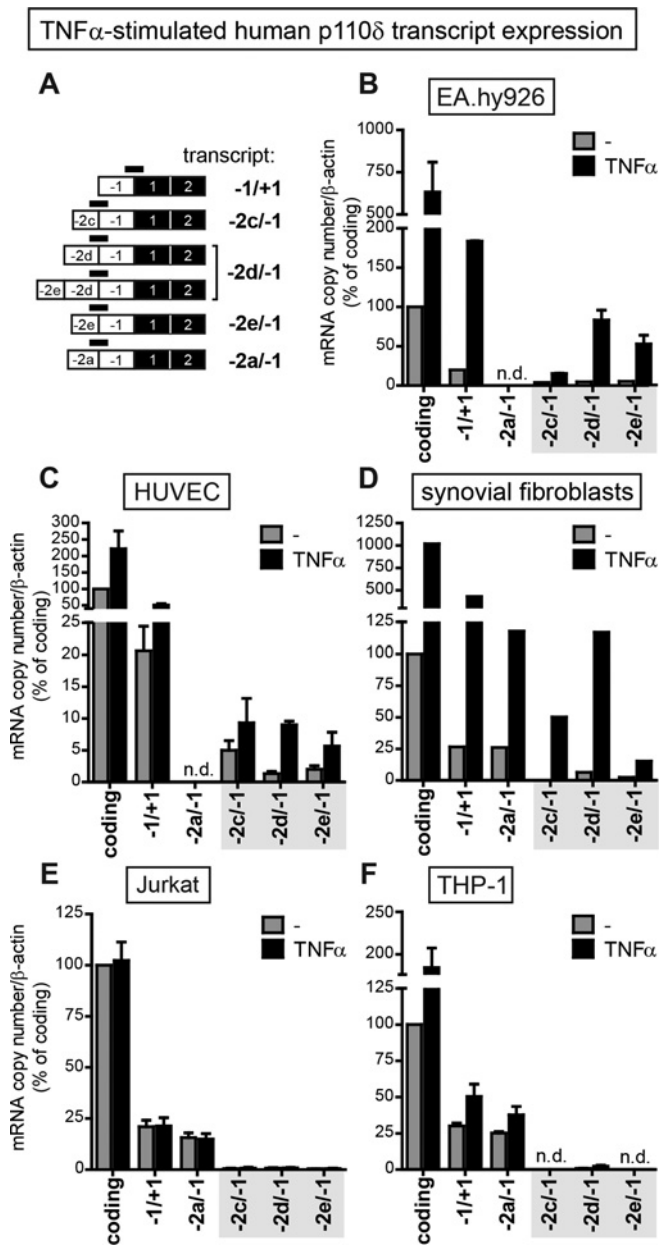 TNFα-stimulated human p110δ transcript expression
A
transcript:
-1 1 2 -1/+1
-2c -1 1 2 -2c/-1
-2d -1 1 2
-2d/-1
-2e -2d -1 1 2
-2e -1 1 2 -2e/-1
-2a -1 1 2 -2a/-1
B
EA.hy926
mRNA copy number/β-actin
(% of coding)
1000
750
500
200
150
100
50
0
-
TNFα
n.d.
coding
-1/+1
-2a/-1
-2c/-1
-2d/-1
-2e/-1
C
HUVEC
mRNA copy number/β-actin
(% of coding)
300
250
200
150
100
50
20
15
10
5
0
-
TNFα
n.d.
coding
-1/+1
-2a/-1
-2c/-1
-2d/-1
-2e/-1
D
synovial fibroblasts
1250
1000
750
500
250
125
100
75
50
25
0
-
TNFα
coding
-1/+1
-2a/-1
-2c/-1
-2d/-1
-2e/-1
E
Jurkat
mRNA copy number/β-actin
(% of coding)
125
100
75
50
25
0
-
TNFα
coding
-1/+1
-2a/-1
-2c/-1
-2d/-1
-2e/-1
F
THP-1
250
200
150
125
100
75
50
25
0
-
TNFα
n.d.
n.d.
coding
-1/+1
-2a/-1
-2c/-1
-2d/-1
-2e/-1